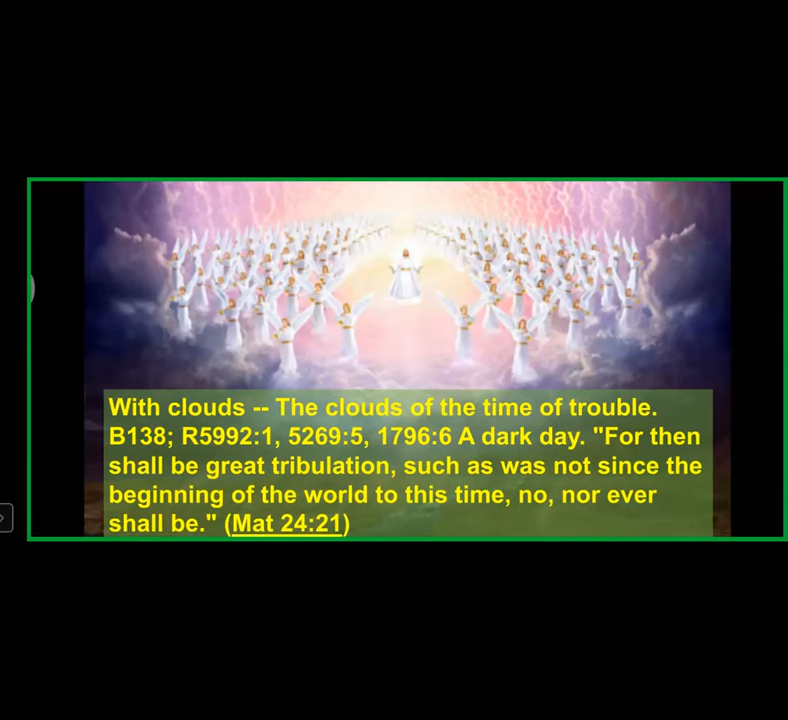 With clouds -- The clouds of the time of trouble.
B138; R5992:1, 5269:5, 1796:6 A dark day. "For then
shall be great tribulation, such as was not since the
beginning of the world to this time, no, nor ever
shall be." (Mat 24:21)